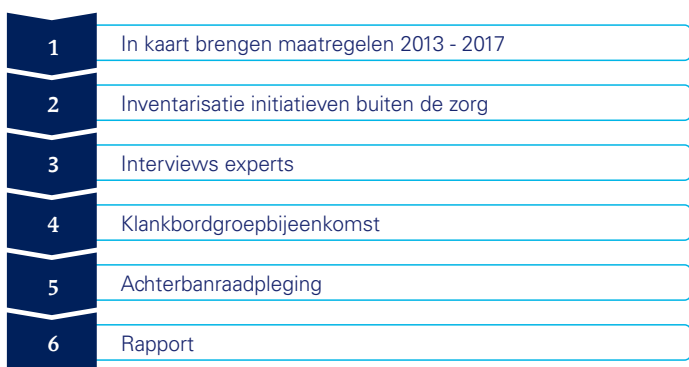 1 In kaart brengen maatregelen 2013 - 2017
2 Inventarisatie initiatieven buiten de zorg
3 Interviews experts
4 Klankbordgroepbijeenkomst
5 Achterbanraadpleging
6 Rapport